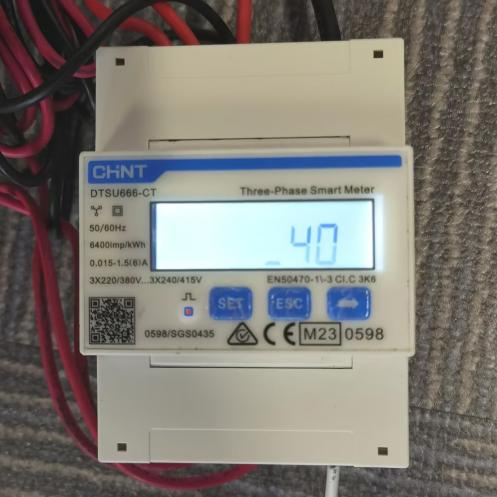 CHNT
DTSU666-CT Three-Phase Smart Meter
50/60Hz
6400imp/kWh
0.015-1.5(6)A
3X220/380V...3X240/415V
_40
EN50470-1\-3 Cl.C 3K6
SET ESC
0598/SGS0435
CE M23 0598